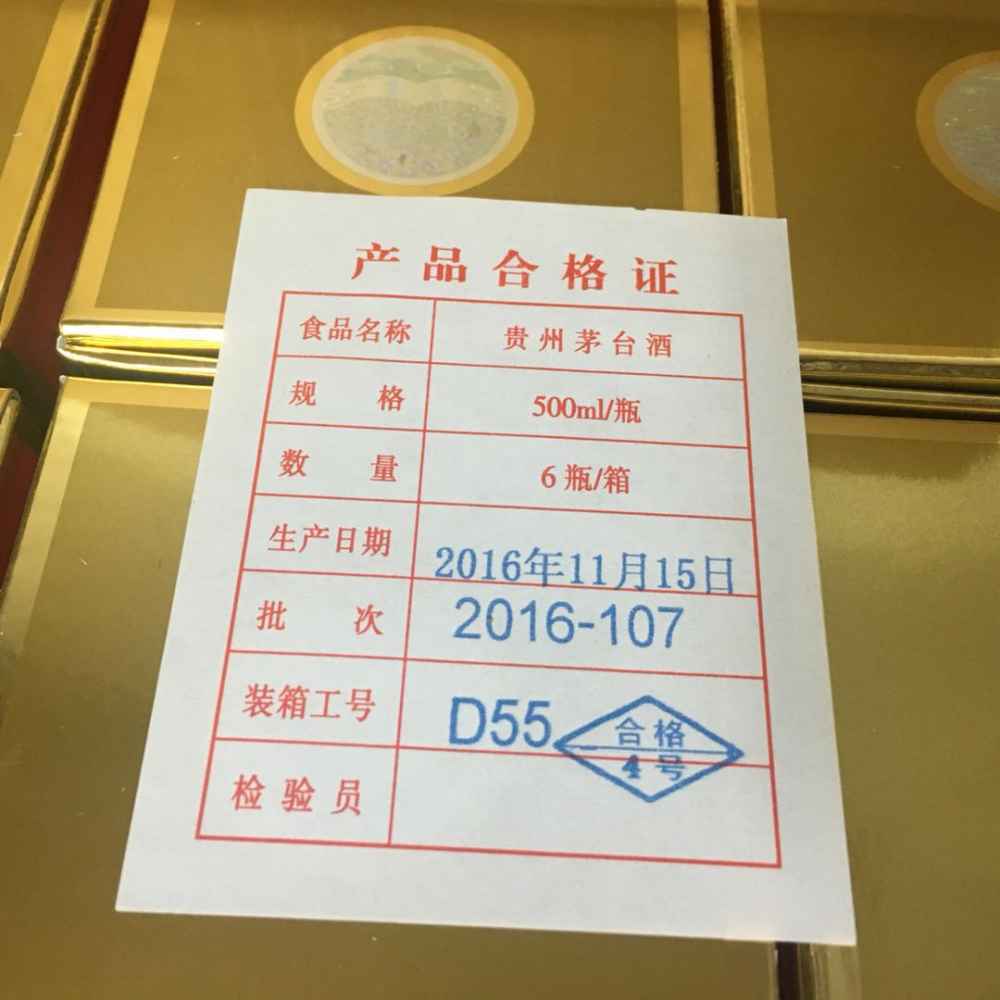 产品合格证
食品名称 贵州茅台酒
规格 500ml/瓶
数量 6瓶/箱
生产日期 2016年11月15日
批次 2016-107
装箱工号 D55
合格
4号
检验员